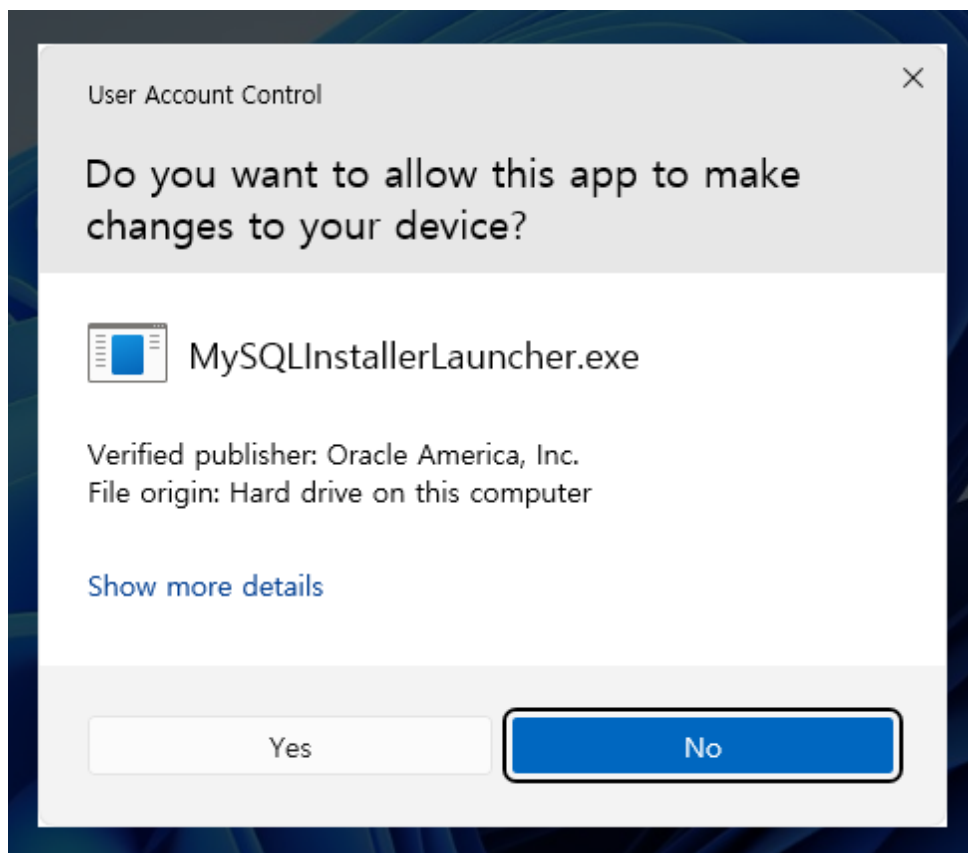 User Account Control
Do you want to allow this app to make
changes to your device?
MySQLInstallerLauncher.exe
Verified publisher: Oracle America, Inc.
File origin: Hard drive on this computer
Show more details
Yes
No